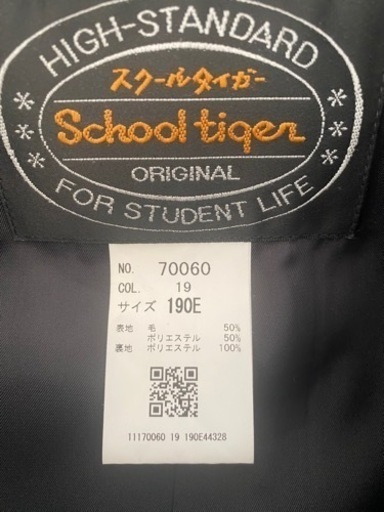 HIGH-STANDARD
スクールタイガー
School tiger
ORIGINAL
FOR STUDENT LIFE
NO. 70060
COL. 19
サイズ 190E
表地 毛 50%
ポリエステル 50%
裏地 ポリエステル 100%
11170060 19 190E44328